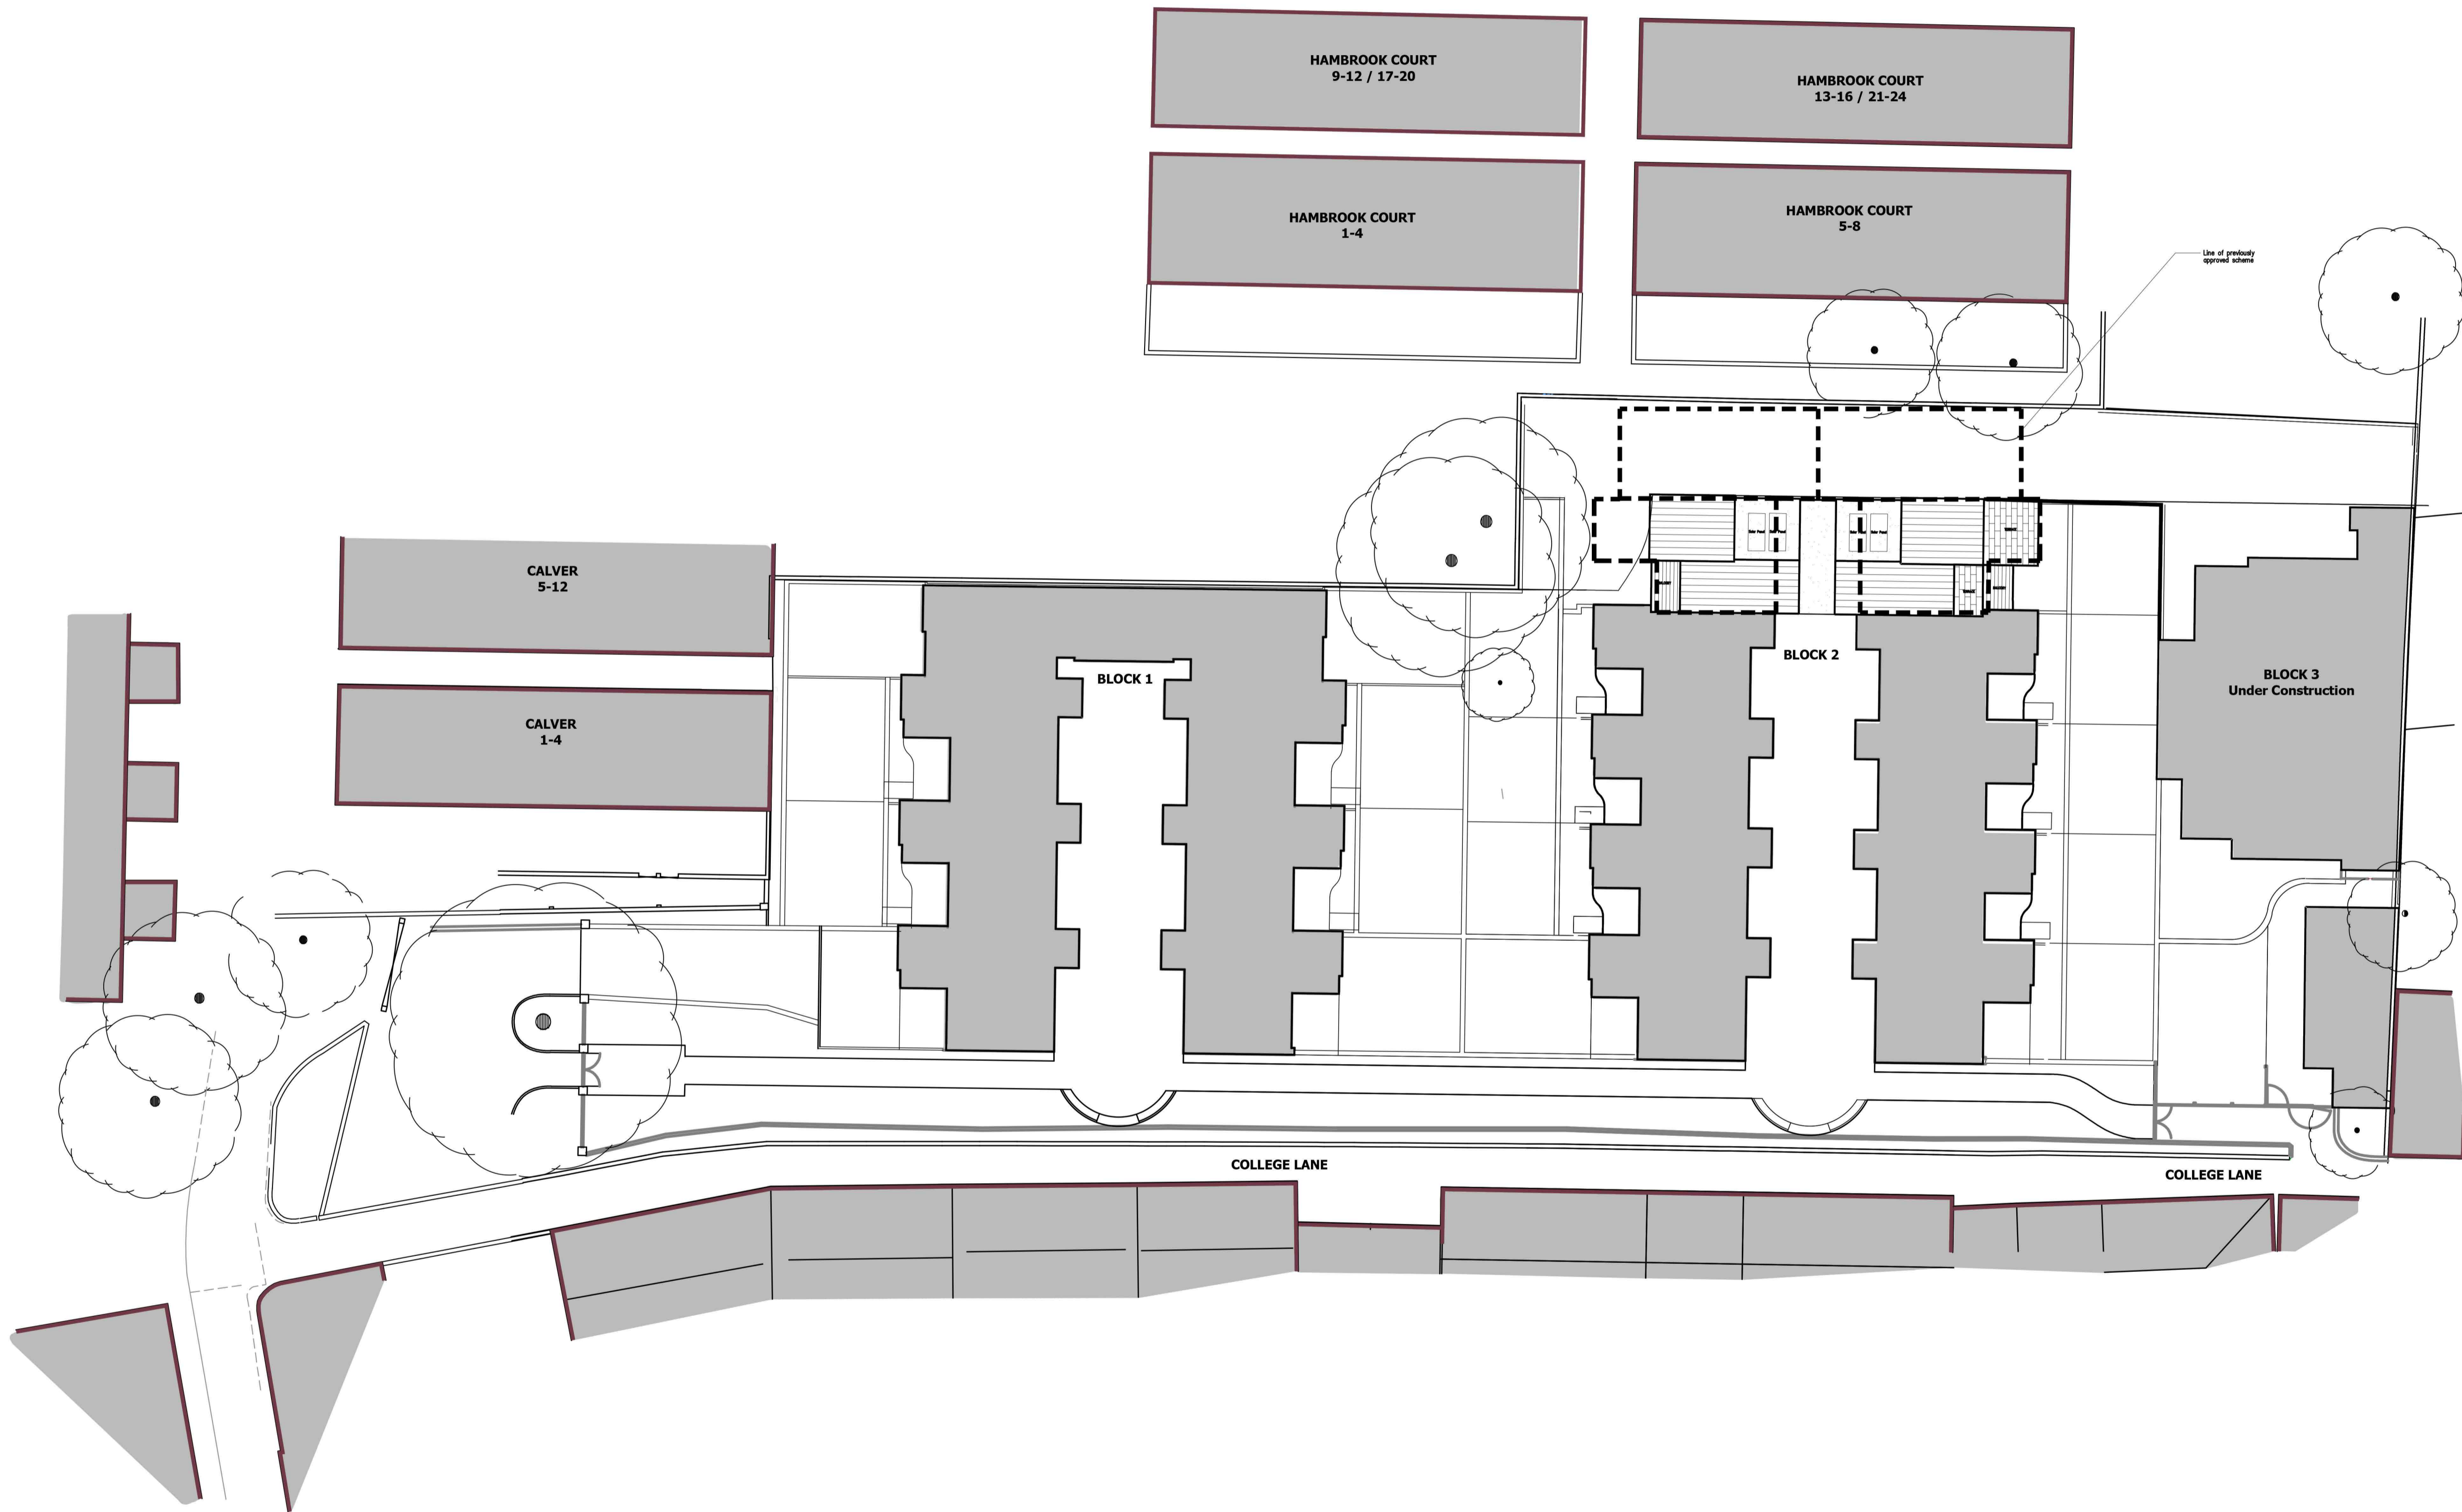 HAMBROOK COURT
9-12 / 17-20
HAMBROOK COURT
13-16 / 21-24
HAMBROOK COURT
1-4
HAMBROOK COURT
5-8
Line of previously
approved scheme
CALVER
5-12
CALVER
1-4
BLOCK 1
BLOCK 2
BLOCK 3
Under Construction
COLLEGE LANE
COLLEGE LANE